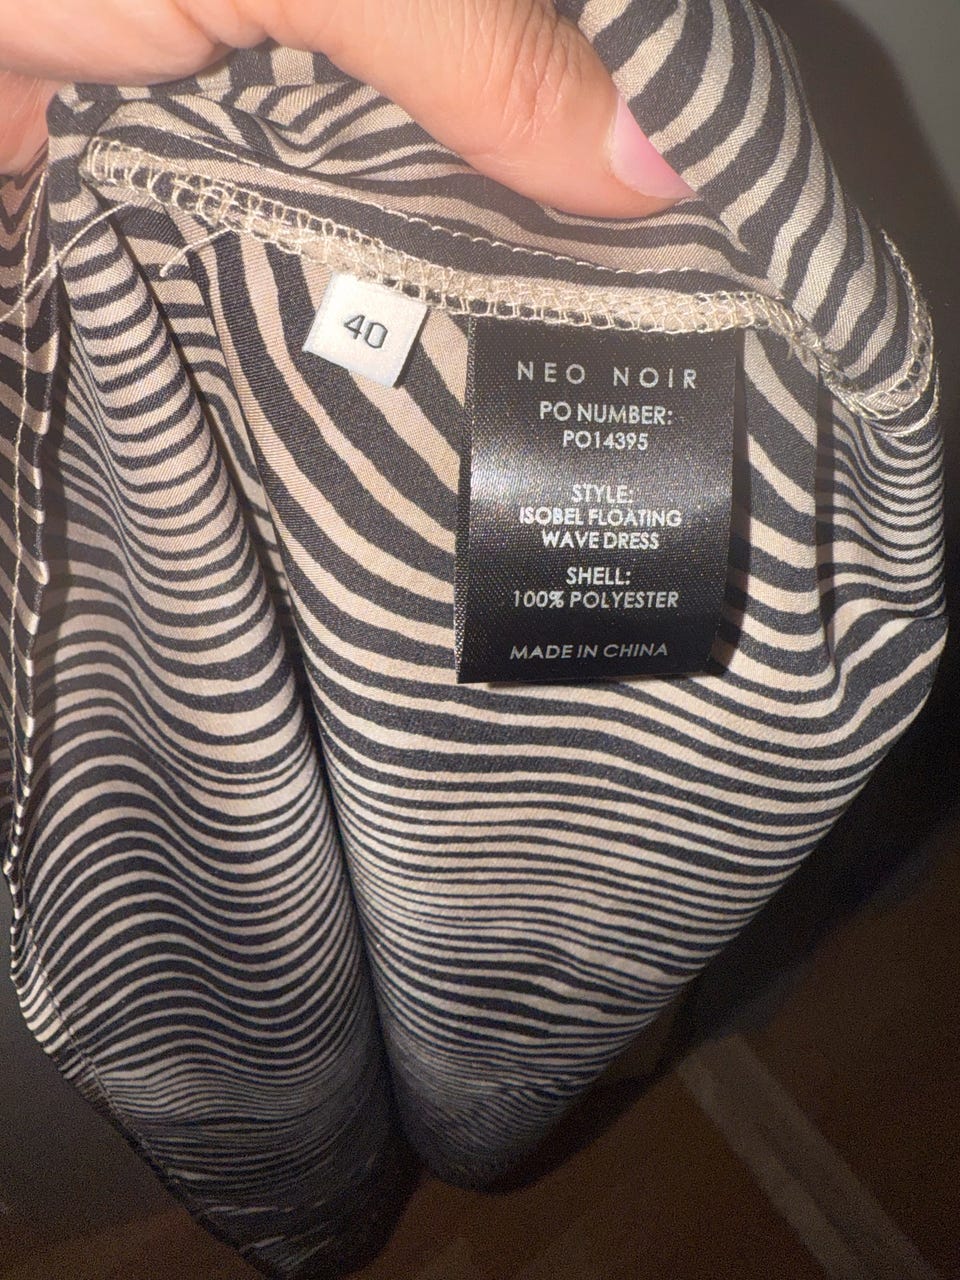 40
NEO NOIR
PO NUMBER:
PO14395
STYLE:
ISOBEL FLOATING
WAVE DRESS
SHELL:
100% POLYESTER
MADE IN CHINA